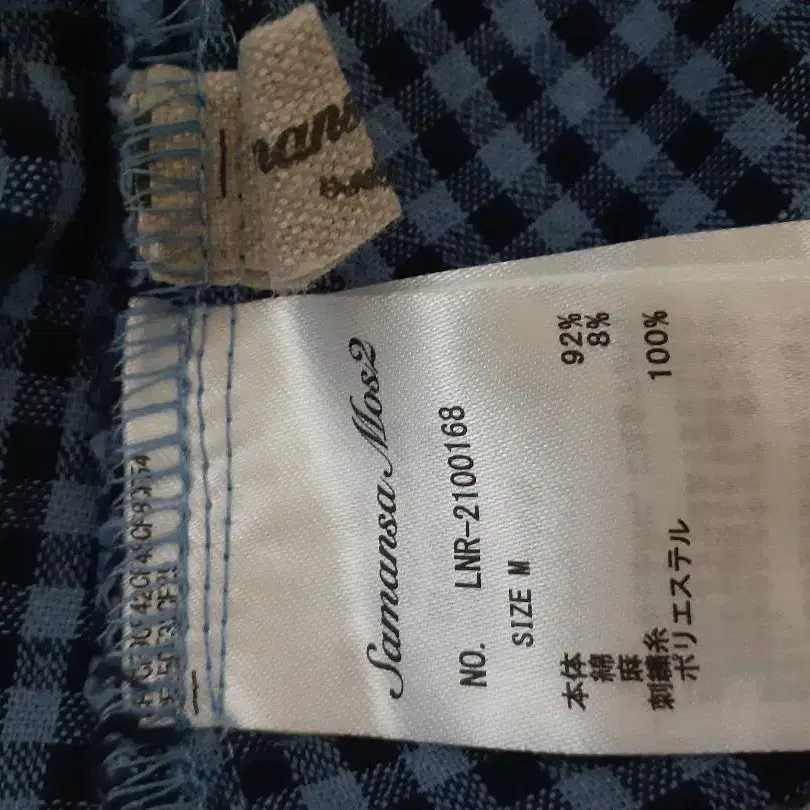 Samansa Mos2
NO. LNR-2100168
SIZE M
本体
綿 92%
麻 8%
刺繍糸
ポリエステル 100%